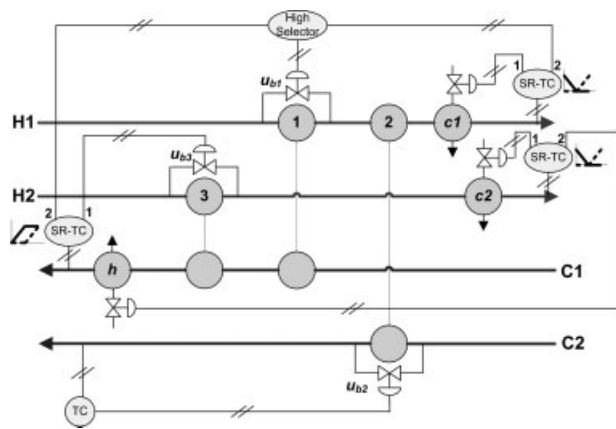 High
Selector
1 2
SR-TC
u_b1
H1 1 2 c1
1 2
SR-TC
u_b3
H2 3 c2
2 1
SR-TC
h C1
C2
u_b2
TC